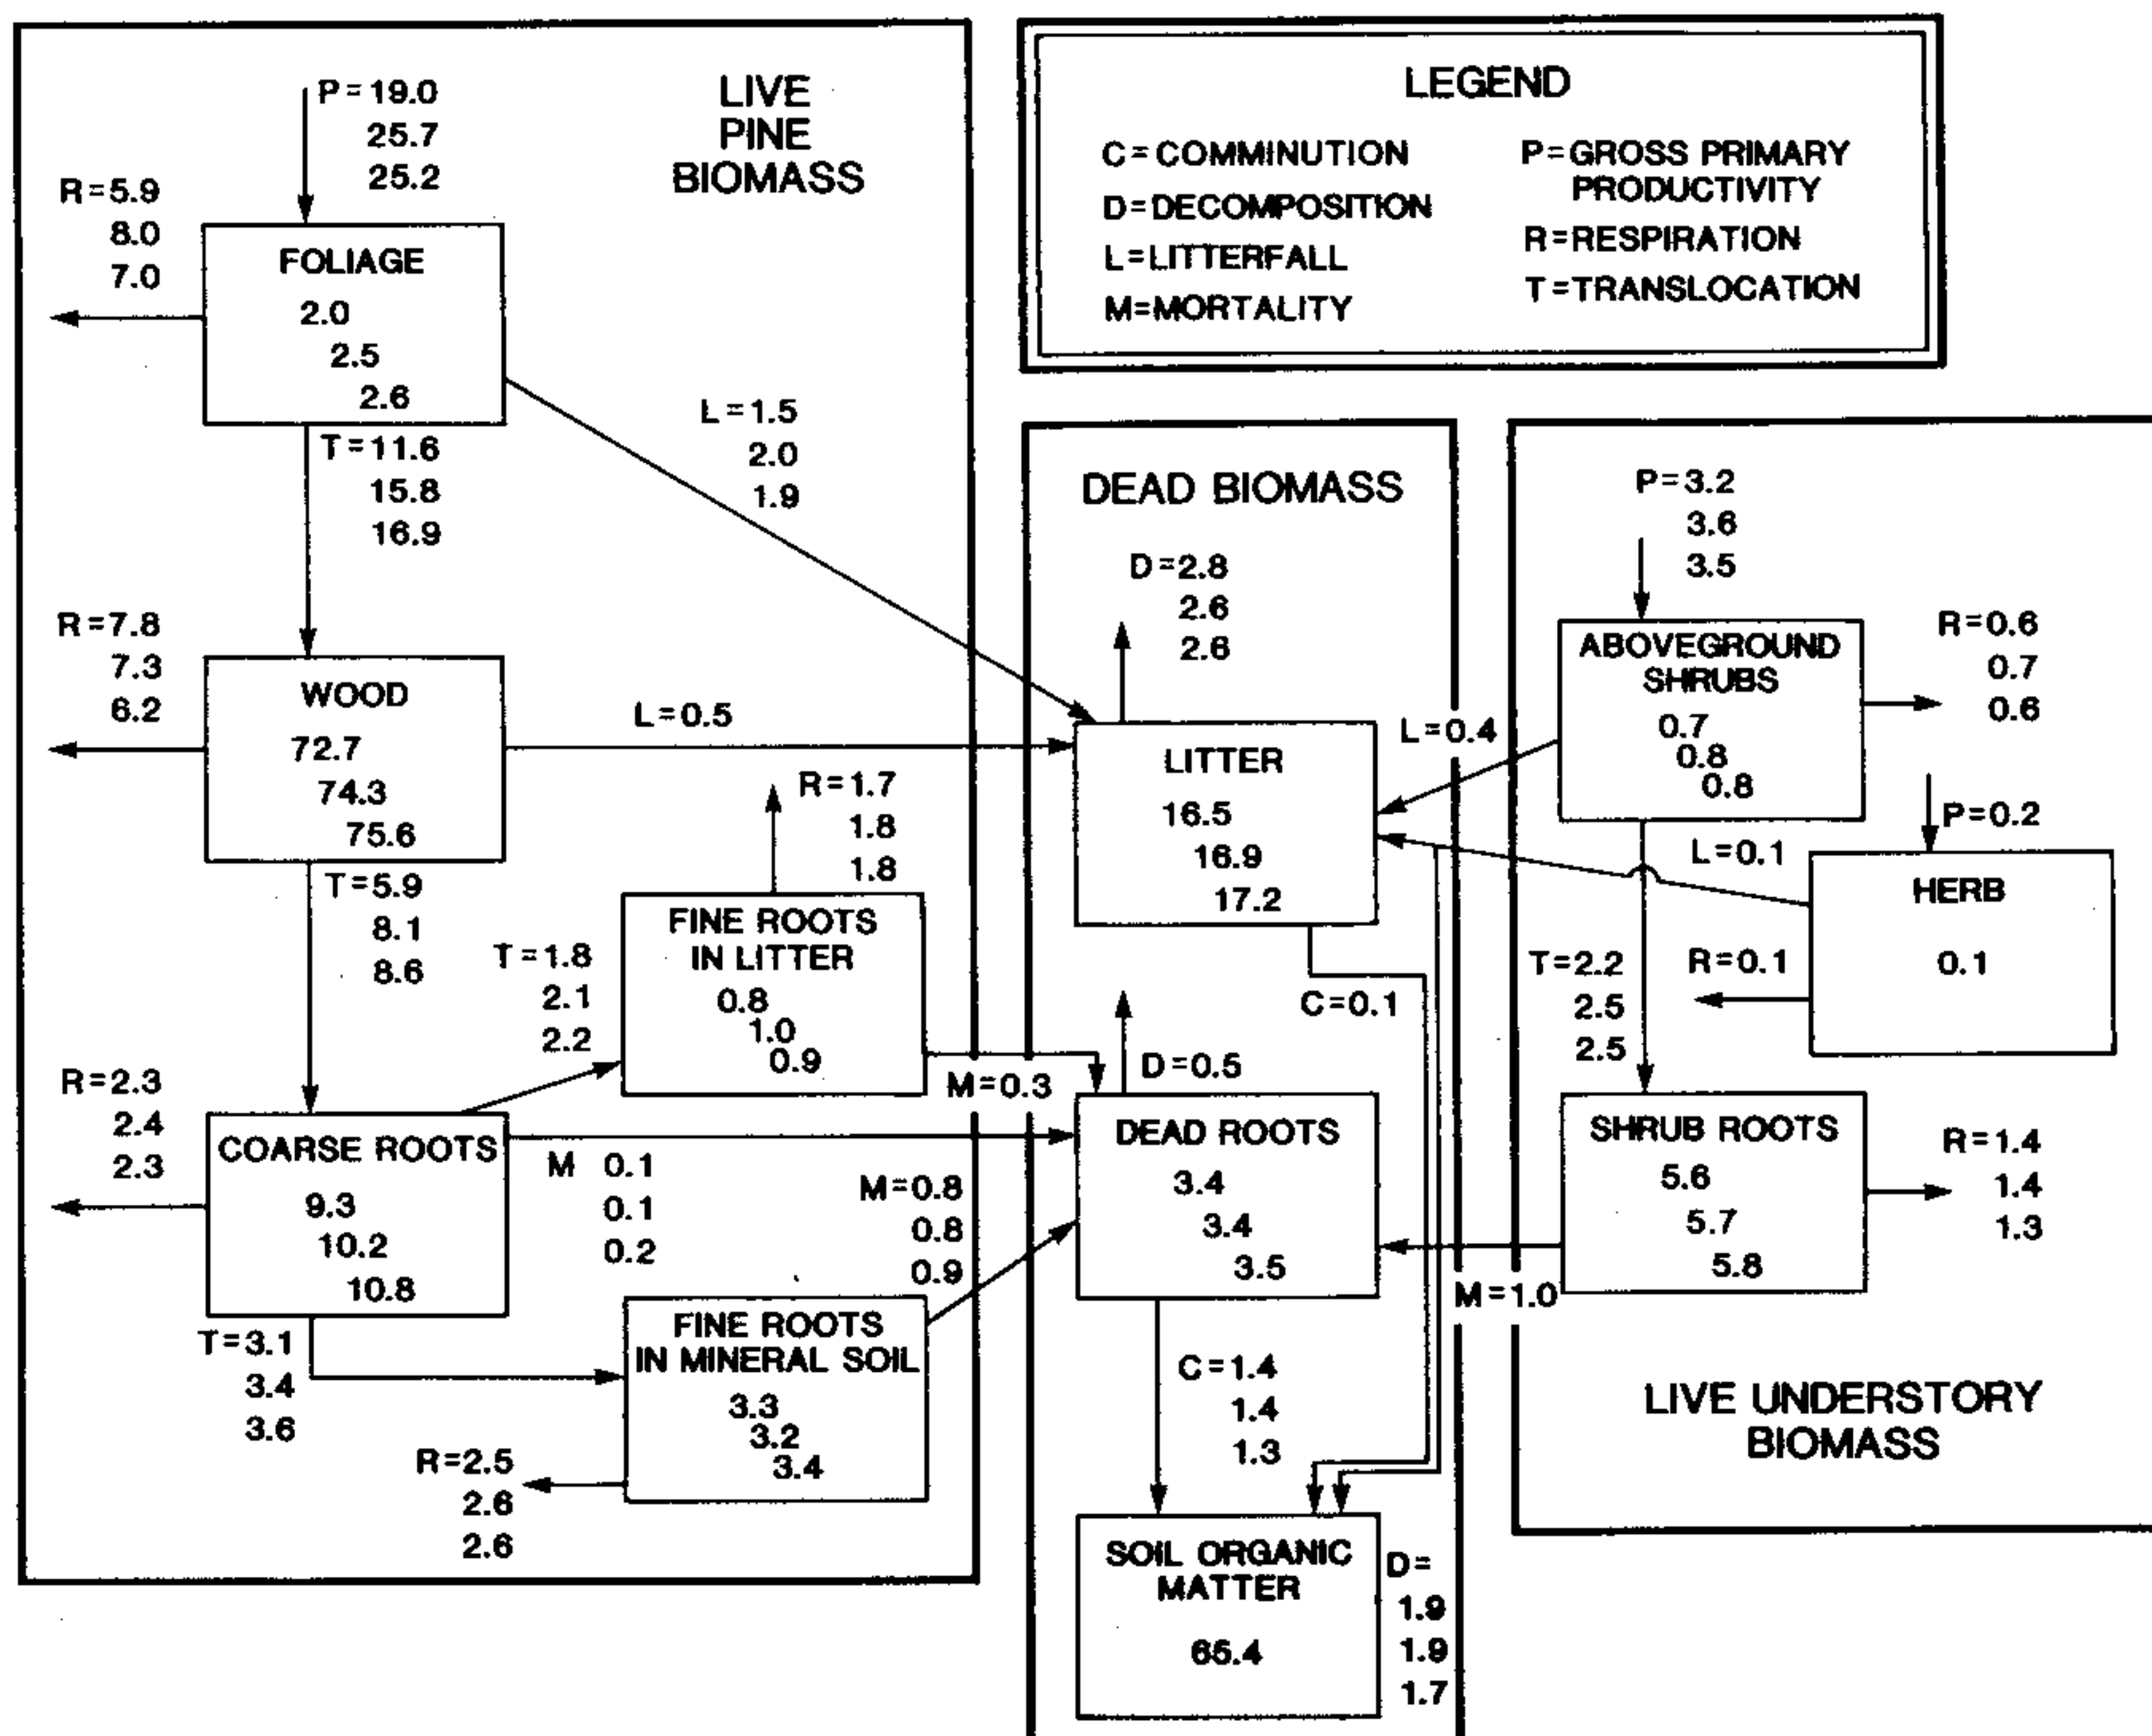 LIVE
PINE
BIOMASS
P=19.0
25.7
25.2
R=5.9
8.0
7.0
FOLIAGE
2.0
2.5
2.6
L=1.5
2.0
1.9
T=11.6
15.8
16.9
R=7.8
7.3
6.2
WOOD
72.7
74.3
75.6
L=0.5
T=5.9
8.1
8.6
R=1.7
1.8
1.8
FINE ROOTS
IN LITTER
0.8
1.0
0.9
T=1.8
2.1
2.2
M=0.3
R=2.3
2.4
2.3
COARSE ROOTS
9.3
10.2
10.8
M 0.1
0.1
0.2
M=0.8
0.8
0.9
T=3.1
3.4
3.6
FINE ROOTS
IN MINERAL SOIL
3.3
3.2
3.4
R=2.5
2.6
2.6
LEGEND
C=COMMINUTION
D=DECOMPOSITION
L=LITTERFALL
M=MORTALITY
P=GROSS PRIMARY
PRODUCTIVITY
R=RESPIRATION
T=TRANSLOCATION
DEAD BIOMASS
D=2.8
2.6
2.6
LITTER
16.5
16.9
17.2
C=0.1
D=0.5
DEAD ROOTS
3.4
3.4
3.5
C=1.4
1.4
1.3
SOIL ORGANIC
MATTER
65.4
D=
1.9
1.9
1.7
P=3.2
3.6
3.5
ABOVEGROUND
SHRUBS
0.7
0.8
0.8
R=0.6
0.7
0.6
L=0.4
P=0.2
L=0.1
HERB
0.1
R=0.1
T=2.2
2.5
2.5
SHRUB ROOTS
5.6
5.7
5.8
R=1.4
1.4
1.3
M=1.0
LIVE UNDERSTORY
BIOMASS